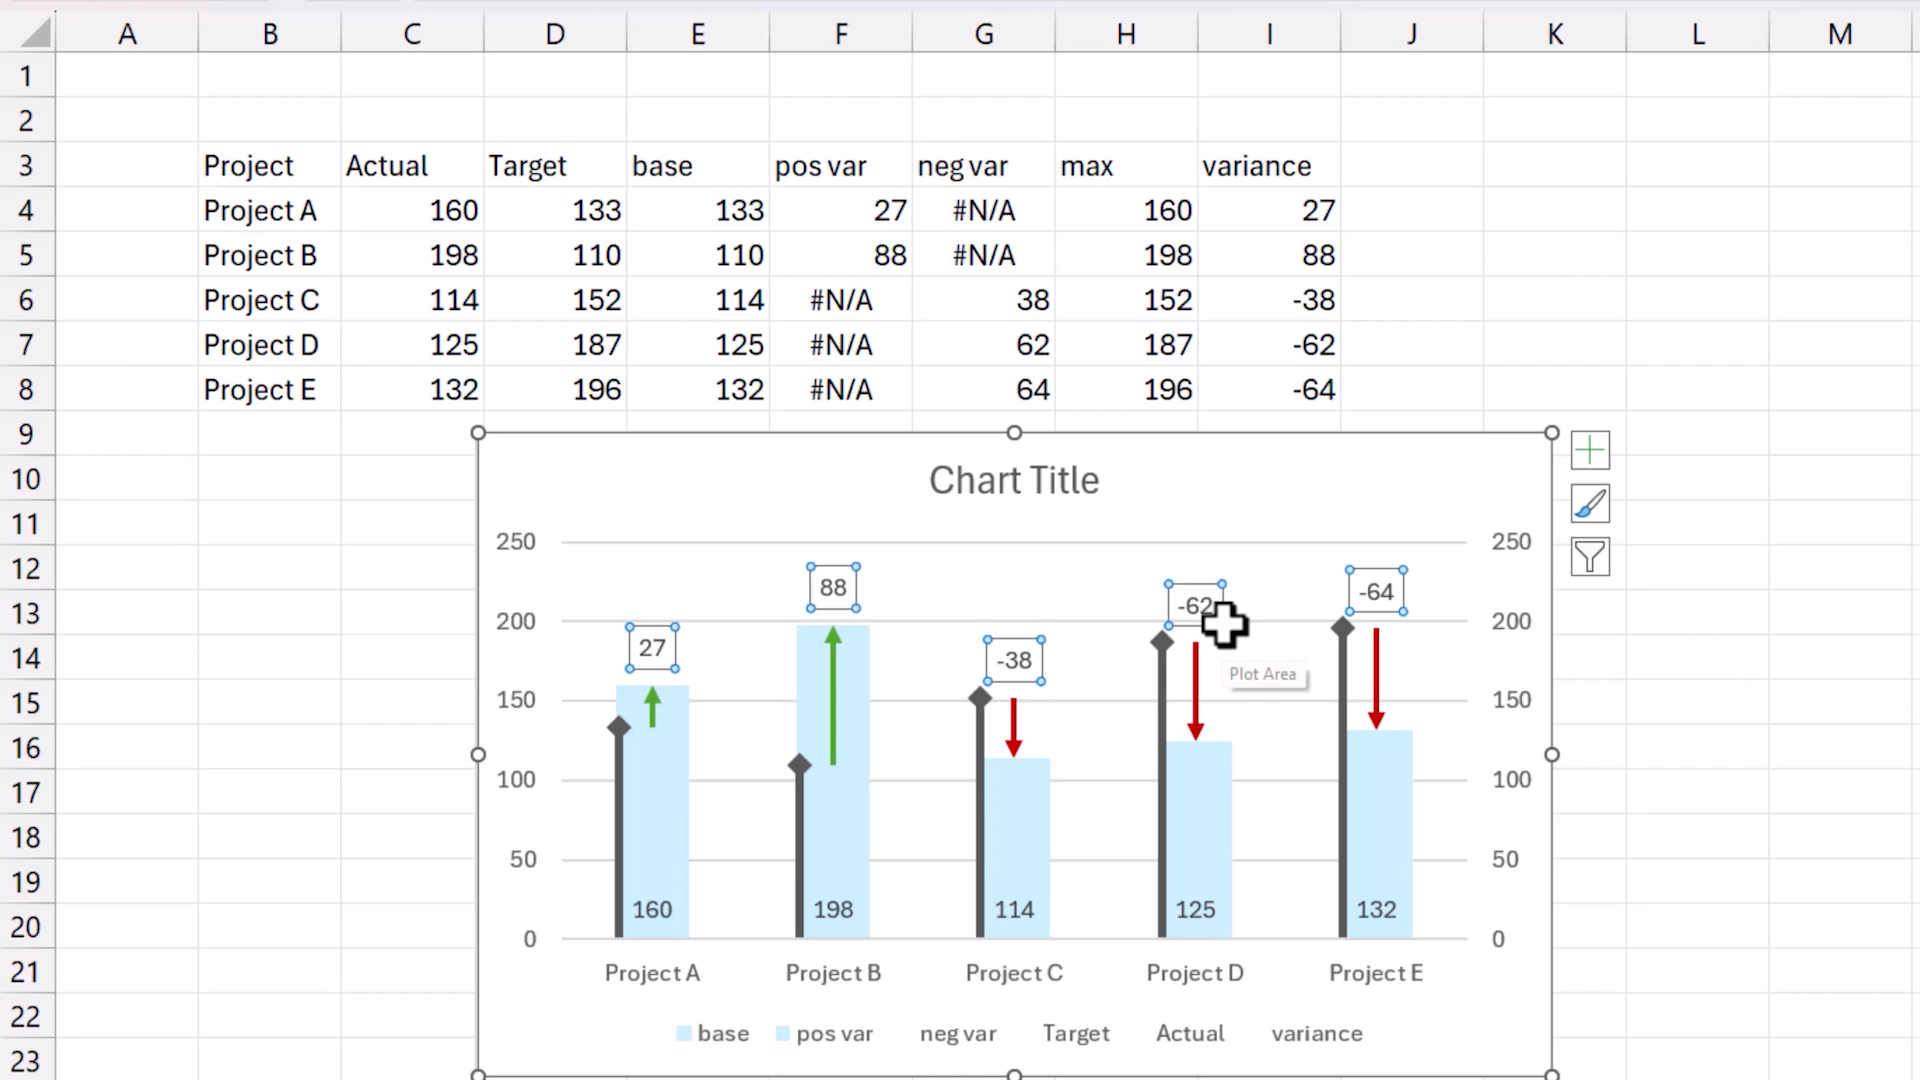 A B C D E F G H I J K L M
1
2
3 Project Actual Target base pos var neg var max variance
4 Project A 160 133 133 27 #N/A 160 27
5 Project B 198 110 110 88 #N/A 198 88
6 Project C 114 152 114 #N/A 38 152 -38
7 Project D 125 187 125 #N/A 62 187 -62
8 Project E 132 196 132 #N/A 64 196 -64
9
10
11
12
13
14
15
16
17
18
19
20
21
22
23
Chart Title
250 250
88 -62 -64
200 200
27 -38
Plot Area
150 150
100 100
50 50
160 198 114 125 132
0 0
Project A Project B Project C Project D Project E
base pos var neg var Target Actual variance